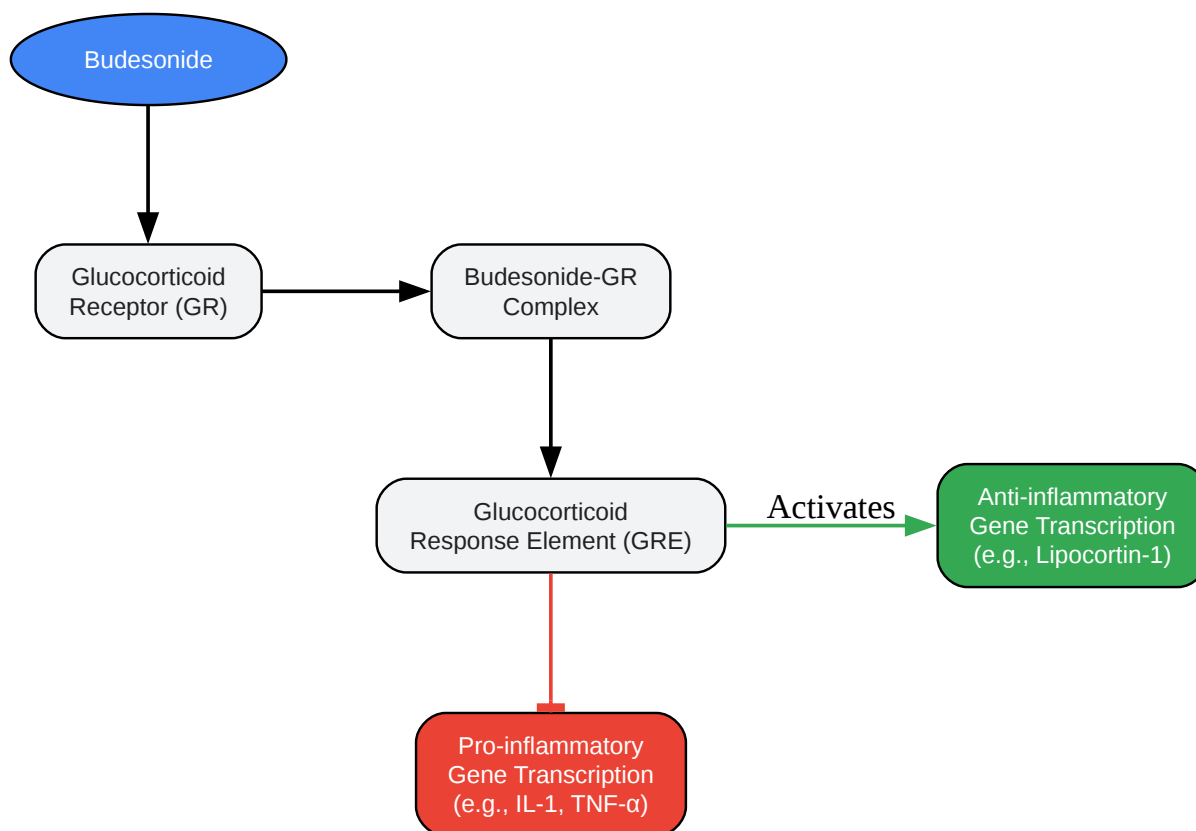 Budesonide
Glucocorticoid
Receptor (GR)
Budesonide-GR
Complex
Glucocorticoid
Response Element (GRE)
Activates
Anti-inflammatory
Gene Transcription
(e.g., Lipocortin-1)
Pro-inflammatory
Gene Transcription
(e.g., IL-1, TNF-α)